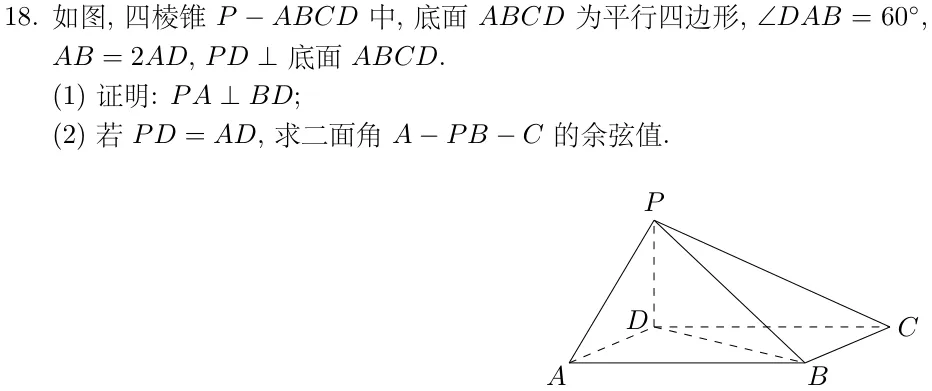 18. 如图, 四棱锥 P − ABCD 中, 底面 ABCD 为平行四边形, ∠DAB = 60°,
AB = 2AD, PD ⊥ 底面 ABCD.
(1) 证明: PA ⊥ BD;
(2) 若 PD = AD, 求二面角 A − PB − C 的余弦值.
P
D
C
A
B